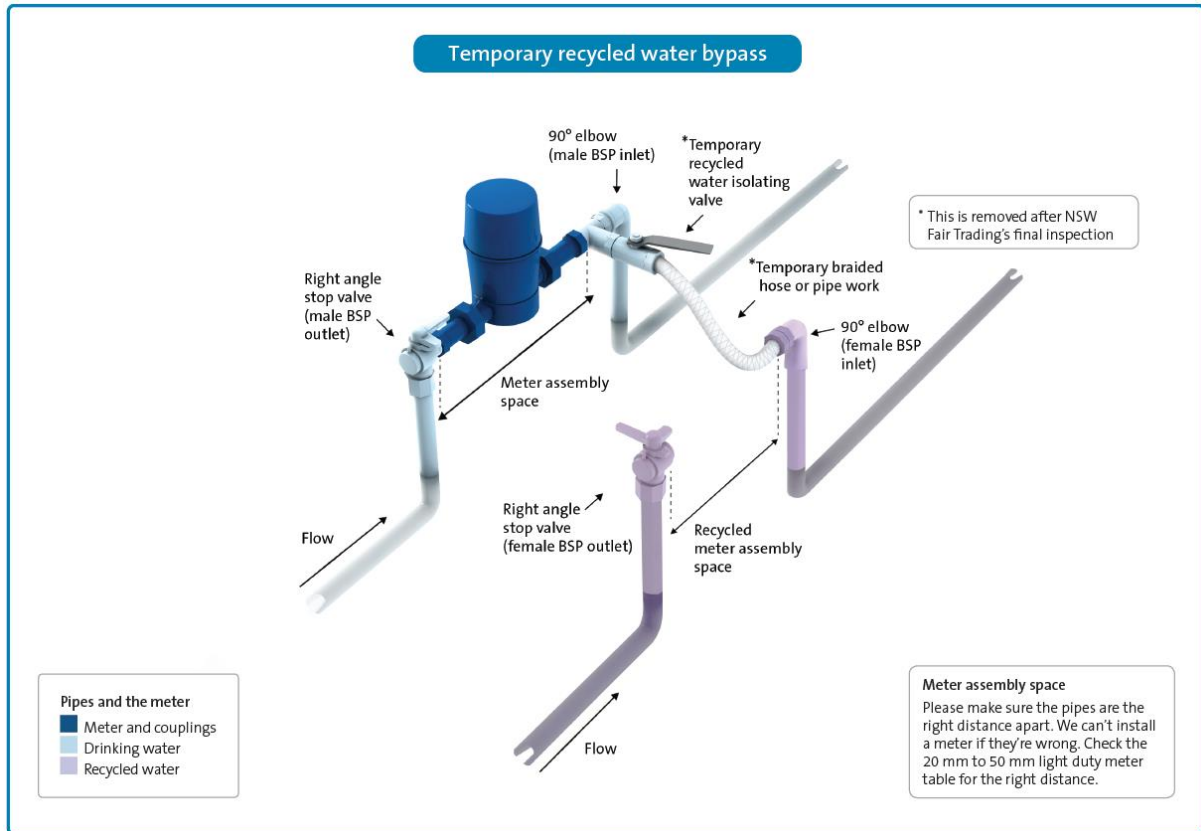 Temporary recycled water bypass
90° elbow
(male BSP inlet)
*Temporary
recycled
water isolating
valve
* This is removed after NSW
Fair Trading's final inspection
*Temporary braided
hose or pipe work
Right angle
stop valve
(male BSP
outlet)
90° elbow
(female BSP
inlet)
Meter assembly
space
Right angle
stop valve
(female BSP outlet)
Recycled
meter assembly
space
Flow
Flow
Pipes and the meter
Meter and couplings
Drinking water
Recycled water
Meter assembly space
Please make sure the pipes are the
right distance apart. We can't install
a meter if they're wrong. Check the
20 mm to 50 mm light duty meter
table for the right distance.